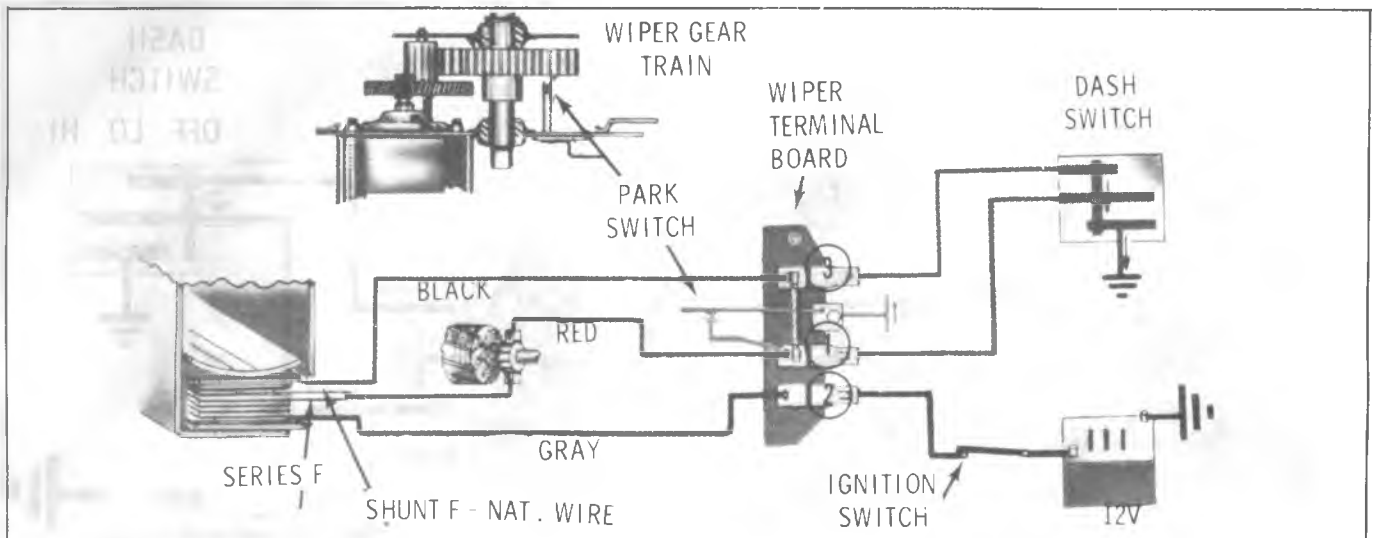 WIPER GEAR
TRAIN
WIPER
TERMINAL
BOARD
DASH
SWITCH
PARK
SWITCH
BLACK
RED
3
1
2
GRAY
SERIES F
SHUNT F - NAT. WIRE
IGNITION
SWITCH
12V
DASH
SWITCH
OFF LO HI